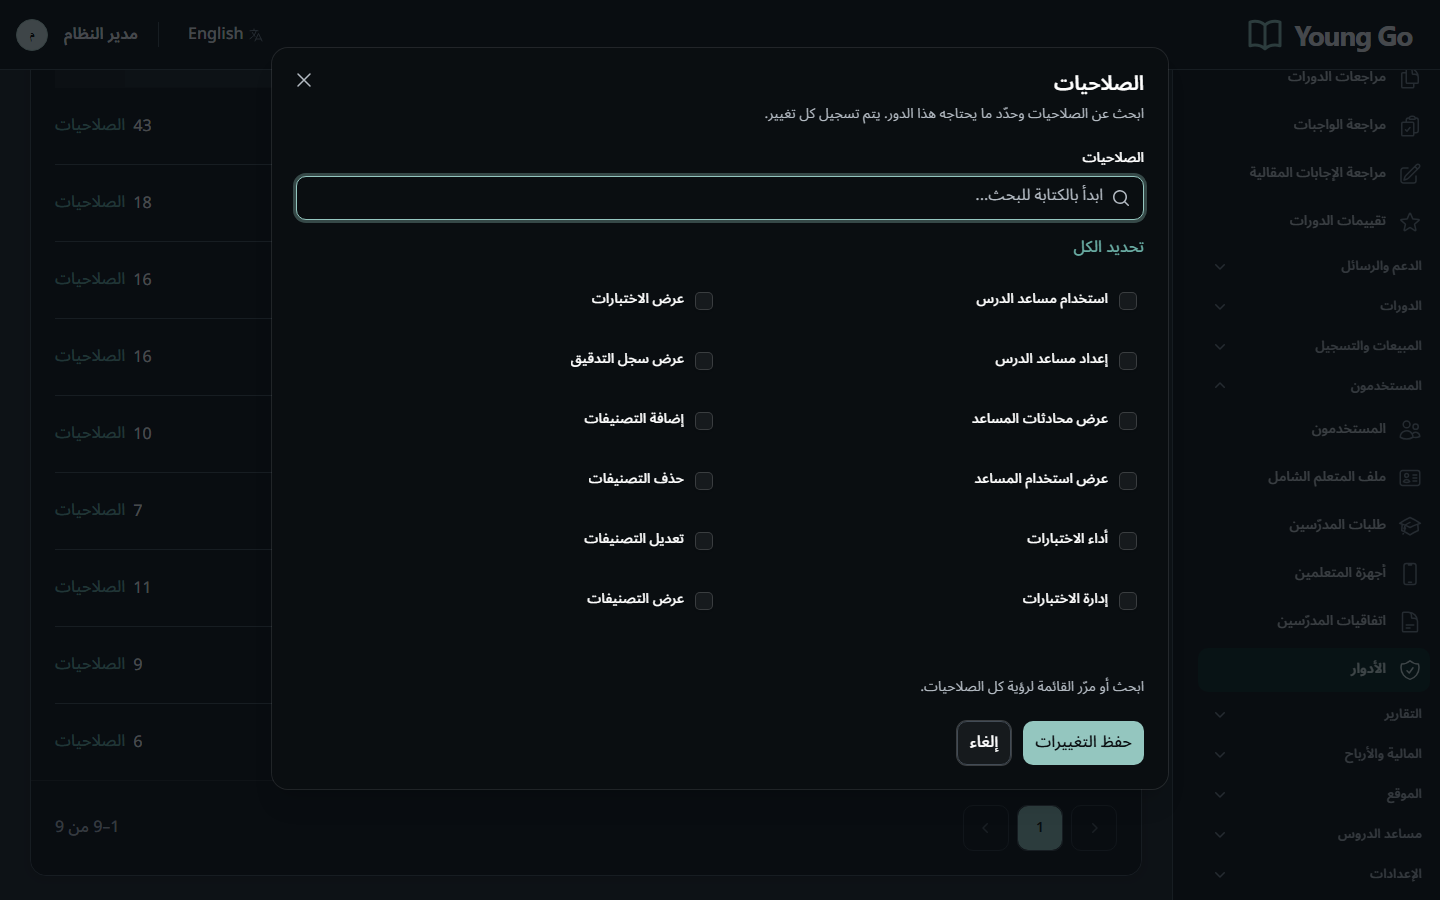 Young Go
English
مدير النظام
م
مراجعات الدورات
مراجعة الواجبات
مراجعة الإجابات المقالية
تقييمات الدورات
الدعم والرسائل
الدورات
المبيعات والتسجيل
المستخدمون
المستخدمون
ملف المتعلم الشامل
طلبات المدرّسين
أجهزة المتعلمين
اتفاقيات المدرّسين
الأدوار
التقارير
المالية والأرباح
الموقع
مساعد الدروس
الإعدادات
الصلاحيات
ابحث عن الصلاحيات وحدّد ما يحتاجه هذا الدور. يتم تسجيل كل تغيير.
الصلاحيات
ابدأ بالكتابة للبحث...
تحديد الكل
استخدام مساعد الدرس
عرض الاختبارات
إعداد مساعد الدرس
عرض سجل التدقيق
عرض محادثات المساعد
إضافة التصنيفات
عرض استخدام المساعد
حذف التصنيفات
أداء الاختبارات
تعديل التصنيفات
إدارة الاختبارات
عرض التصنيفات
ابحث أو مرّر القائمة لرؤية كل الصلاحيات.
حفظ التغييرات
إلغاء
43 الصلاحيات
18 الصلاحيات
16 الصلاحيات
16 الصلاحيات
10 الصلاحيات
7 الصلاحيات
11 الصلاحيات
9 الصلاحيات
6 الصلاحيات
1
1–9 من 9